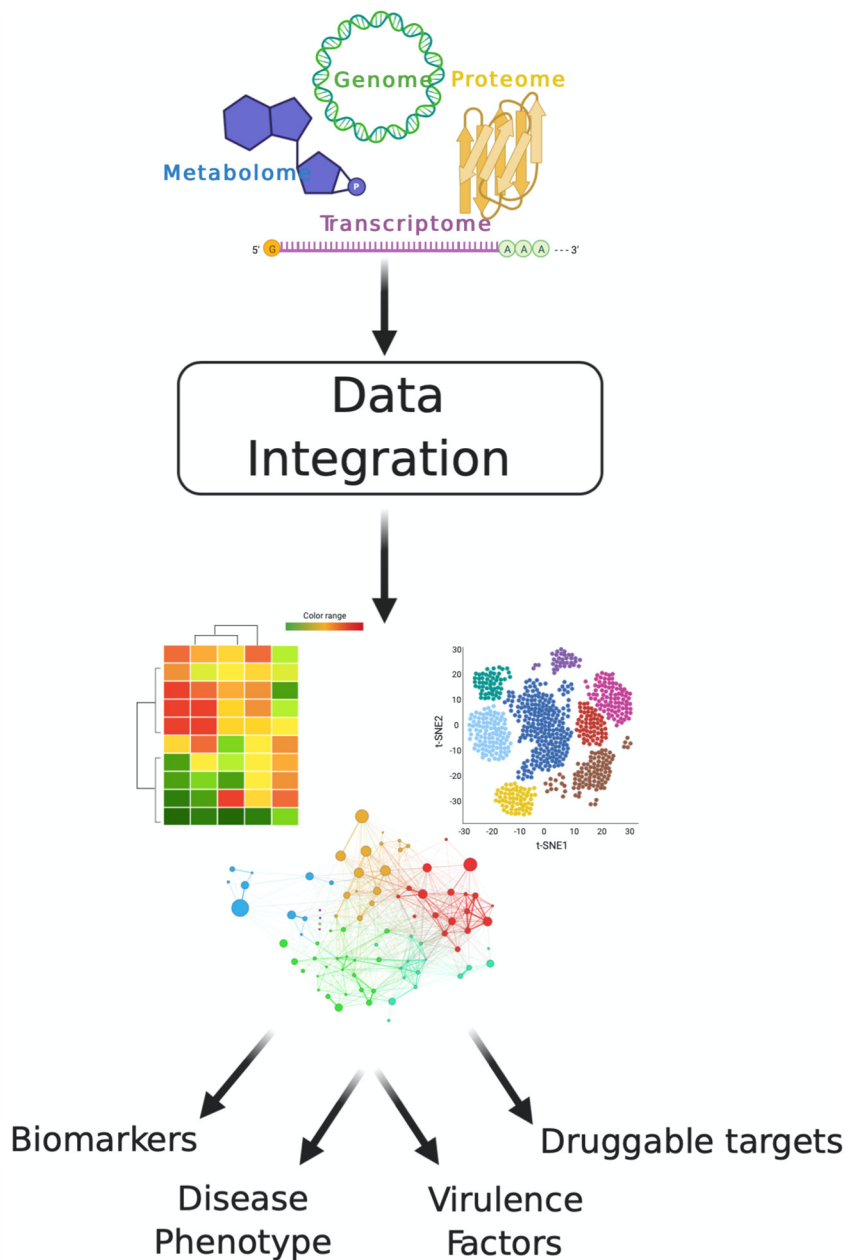 Genome
Proteome
Metabolome
P
Transcriptome
5' G A A A ---3'
Data
Integration
Color range
30
20
10
0
-10
-20
-30
t-SNE2
-30 -20 -10 0 10 20 30
t-SNE1
Biomarkers
Druggable targets
Disease
Phenotype
Virulence
Factors